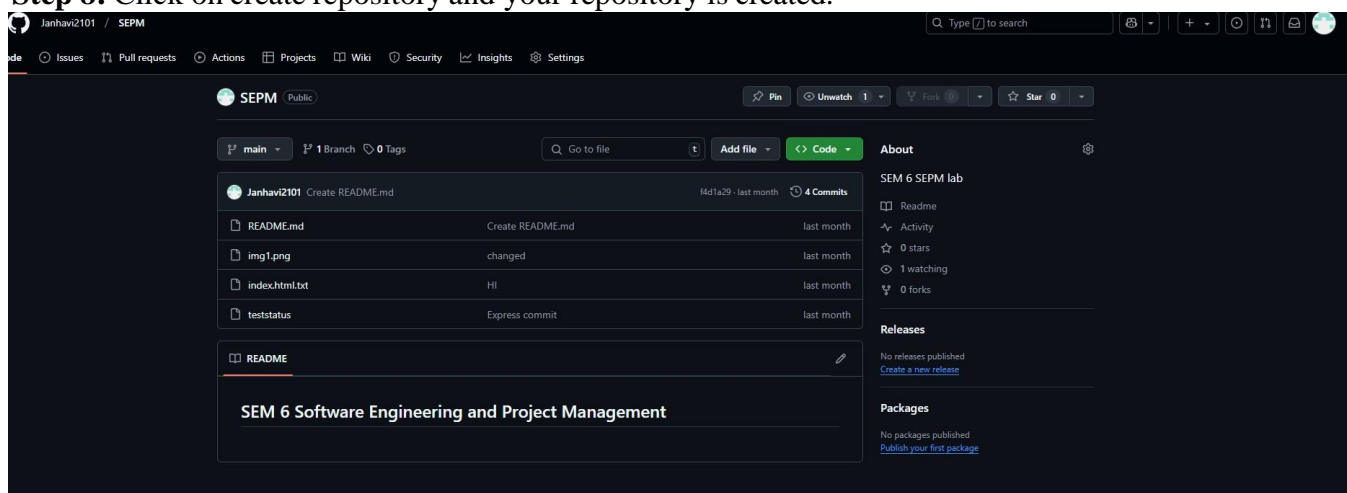 Step 8: Click on create repository and your repository is created.
Janhavi2101 / SEPM
Type / to search
ode Issues Pull requests Actions Projects Wiki Security Insights Settings
SEPM Public
Pin Unwatch 1 Fork 0 Star 0
main 1 Branch 0 Tags
Go to file t
Add file <> Code
Janhavi2101 Create README.md f4d1a29 · last month 4 Commits
README.md Create README.md last month
img1.png changed last month
index.html.txt HI last month
teststatus Express commit last month
README
SEM 6 Software Engineering and Project Management
About
SEM 6 SEPM lab
Readme
Activity
0 stars
1 watching
0 forks
Releases
No releases published
Create a new release
Packages
No packages published
Publish your first package